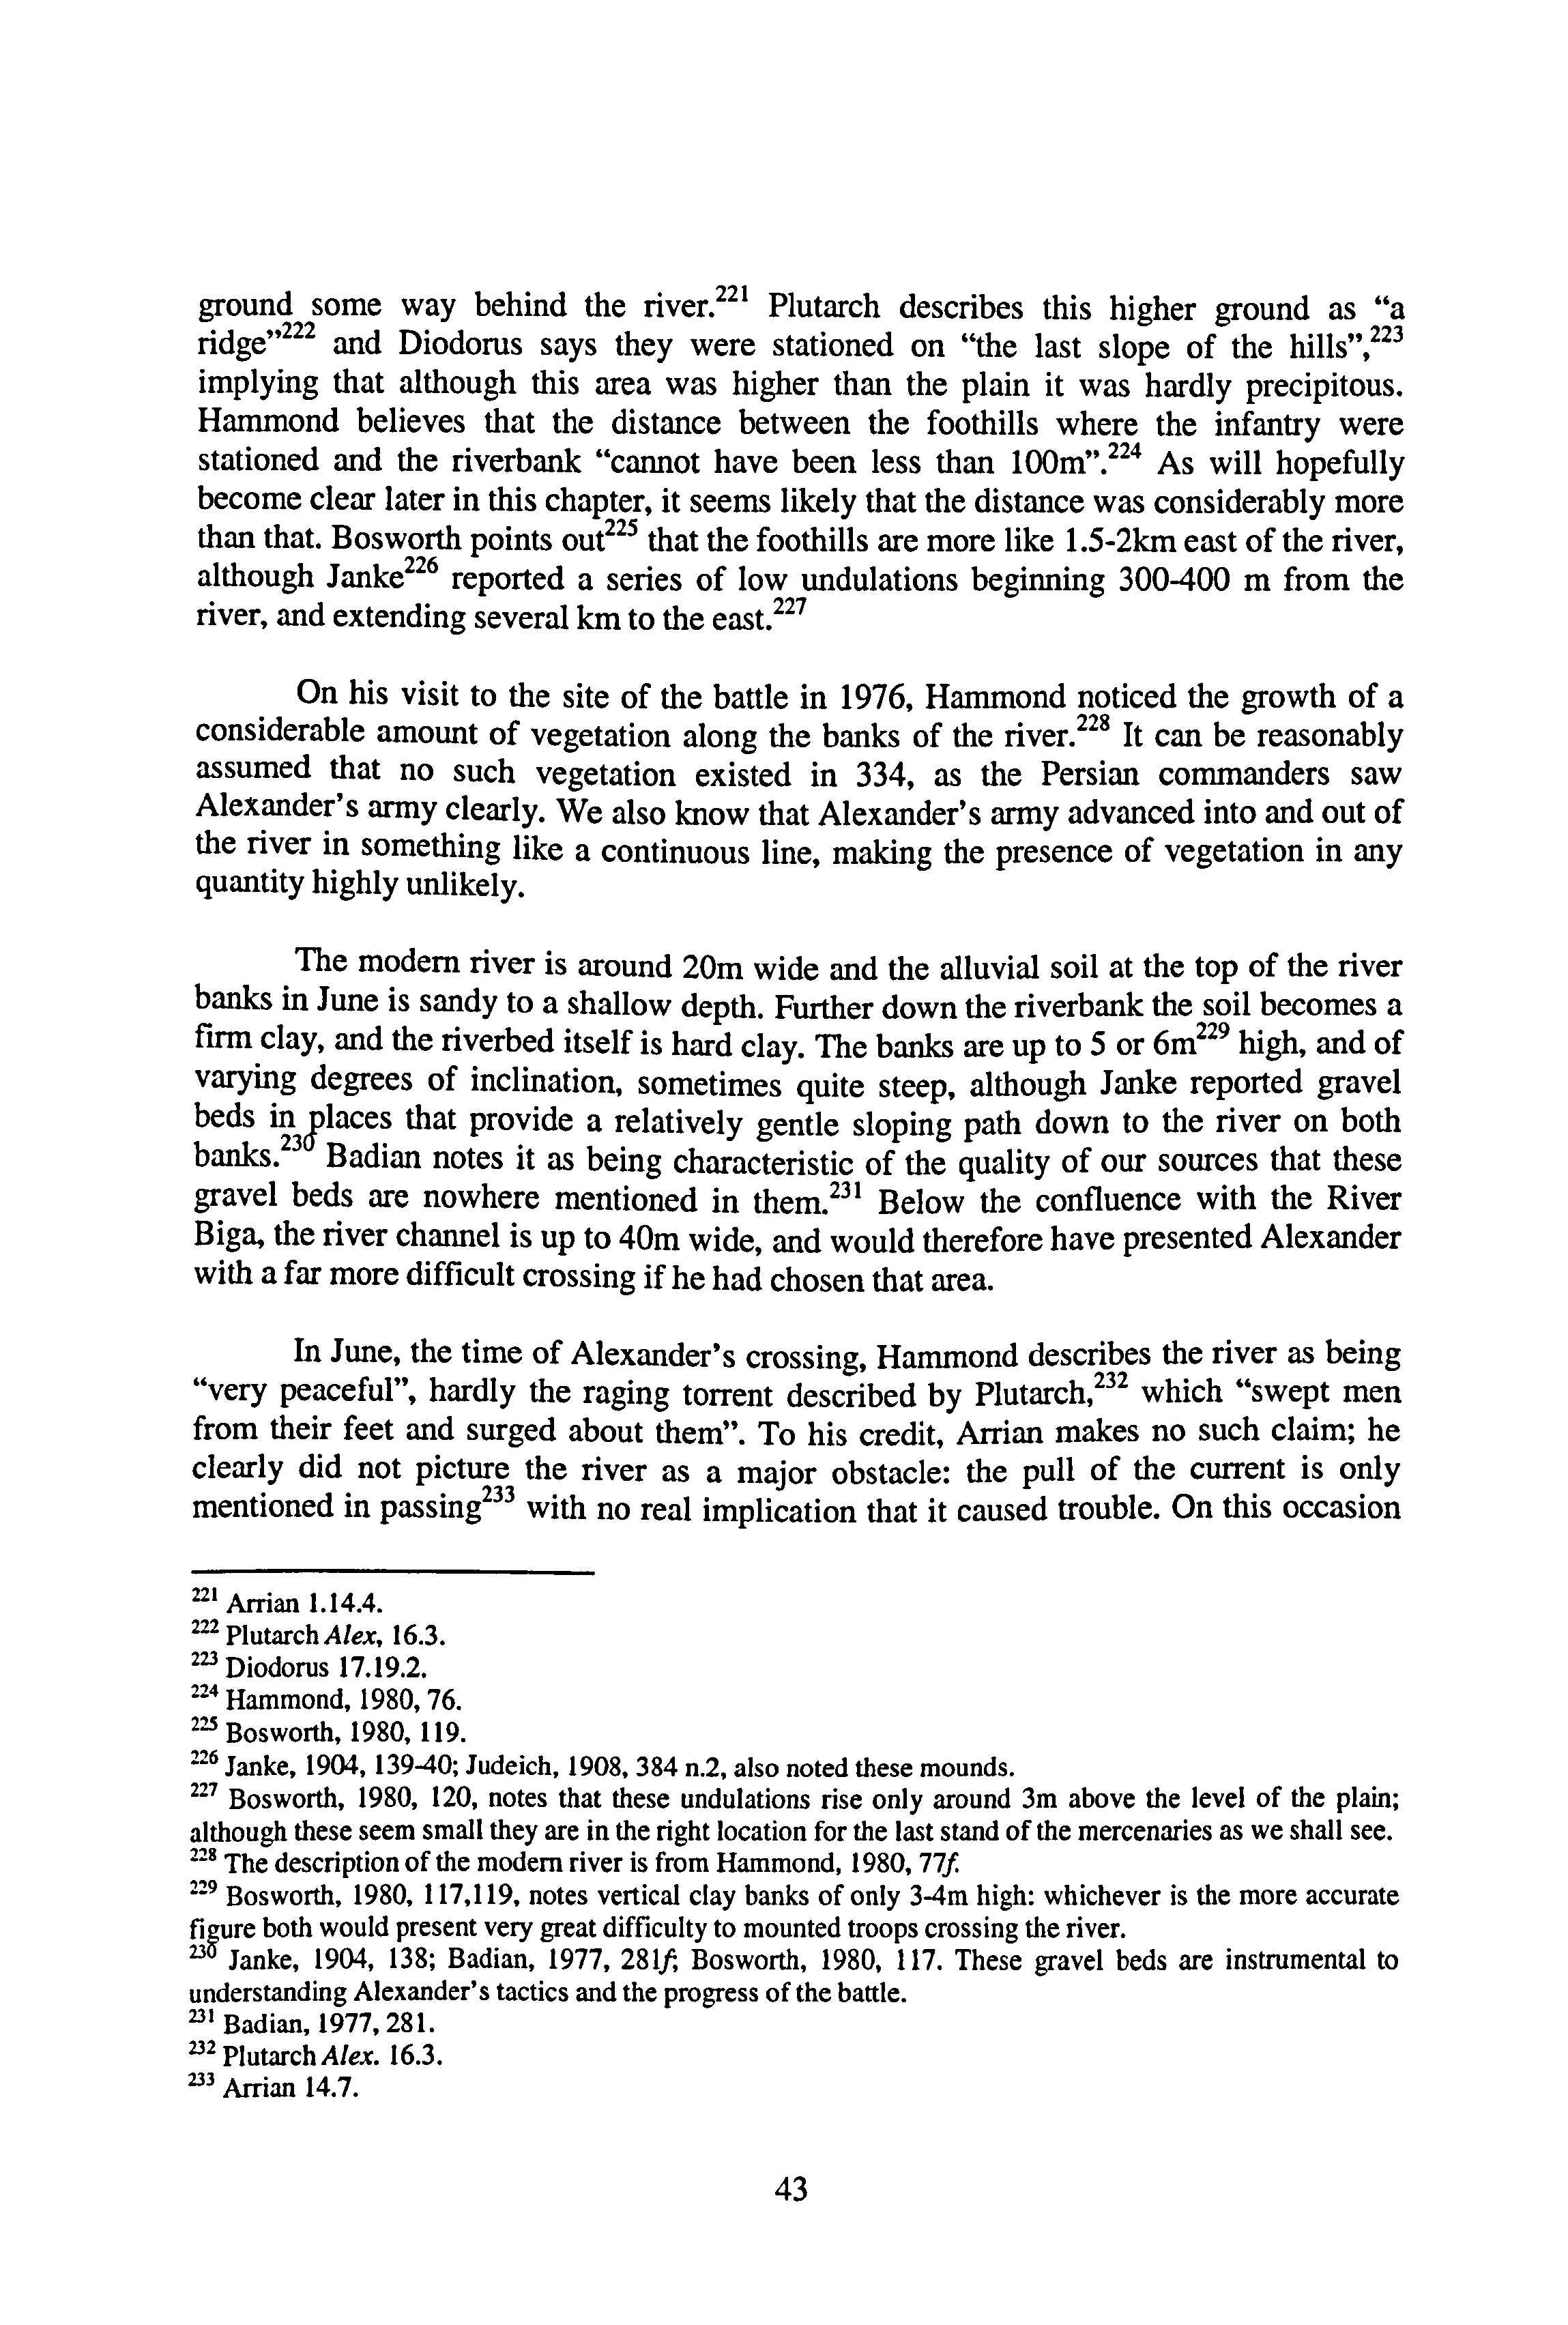 ground some way behind the river.221 Plutarch describes this higher ground as “a
ridge”222 and Diodorus says they were stationed on “the last slope of the hills”,223
implying that although this area was higher than the plain it was hardly precipitous.
Hammond believes that the distance between the foothills where the infantry were
stationed and the riverbank “cannot have been less than 100m”.224 As will hopefully
become clear later in this chapter, it seems likely that the distance was considerably more
than that. Bosworth points out225 that the foothills are more like 1.5-2km east of the river,
although Janke226 reported a series of low undulations beginning 300-400 m from the
river, and extending several km to the east.227
On his visit to the site of the battle in 1976, Hammond noticed the growth of a
considerable amount of vegetation along the banks of the river.228 It can be reasonably
assumed that no such vegetation existed in 334, as the Persian commanders saw
Alexander’s army clearly. We also know that Alexander’s army advanced into and out of
the river in something like a continuous line, making the presence of vegetation in any
quantity highly unlikely.
The modern river is around 20m wide and the alluvial soil at the top of the river
banks in June is sandy to a shallow depth. Further down the riverbank the soil becomes a
firm clay, and the riverbed itself is hard clay. The banks are up to 5 or 6m229 high, and of
varying degrees of inclination, sometimes quite steep, although Janke reported gravel
beds in places that provide a relatively gentle sloping path down to the river on both
banks.230 Badian notes it as being characteristic of the quality of our sources that these
gravel beds are nowhere mentioned in them.231 Below the confluence with the River
Biga, the river channel is up to 40m wide, and would therefore have presented Alexander
with a far more difficult crossing if he had chosen that area.
In June, the time of Alexander’s crossing, Hammond describes the river as being
“very peaceful”, hardly the raging torrent described by Plutarch,232 which “swept men
from their feet and surged about them”. To his credit, Arrian makes no such claim; he
clearly did not picture the river as a major obstacle: the pull of the current is only
mentioned in passing233 with no real implication that it caused trouble. On this occasion
221 Arrian 1.14.4.
222 Plutarch Alex, 16.3.
223 Diodorus 17.19.2.
224 Hammond, 1980, 76.
225 Bosworth, 1980, 119.
226 Janke, 1904, 139-40; Judeich, 1908, 384 n.2, also noted these mounds.
227 Bosworth, 1980, 120, notes that these undulations rise only around 3m above the level of the plain;
although these seem small they are in the right location for the last stand of the mercenaries as we shall see.
228 The description of the modern river is from Hammond, 1980, 77f.
229 Bosworth, 1980, 117,119, notes vertical clay banks of only 3-4m high: whichever is the more accurate
figure both would present very great difficulty to mounted troops crossing the river.
230 Janke, 1904, 138; Badian, 1977, 281f; Bosworth, 1980, 117. These gravel beds are instrumental to
understanding Alexander’s tactics and the progress of the battle.
231 Badian, 1977, 281.
232 Plutarch Alex. 16.3.
233 Arrian 14.7.
43